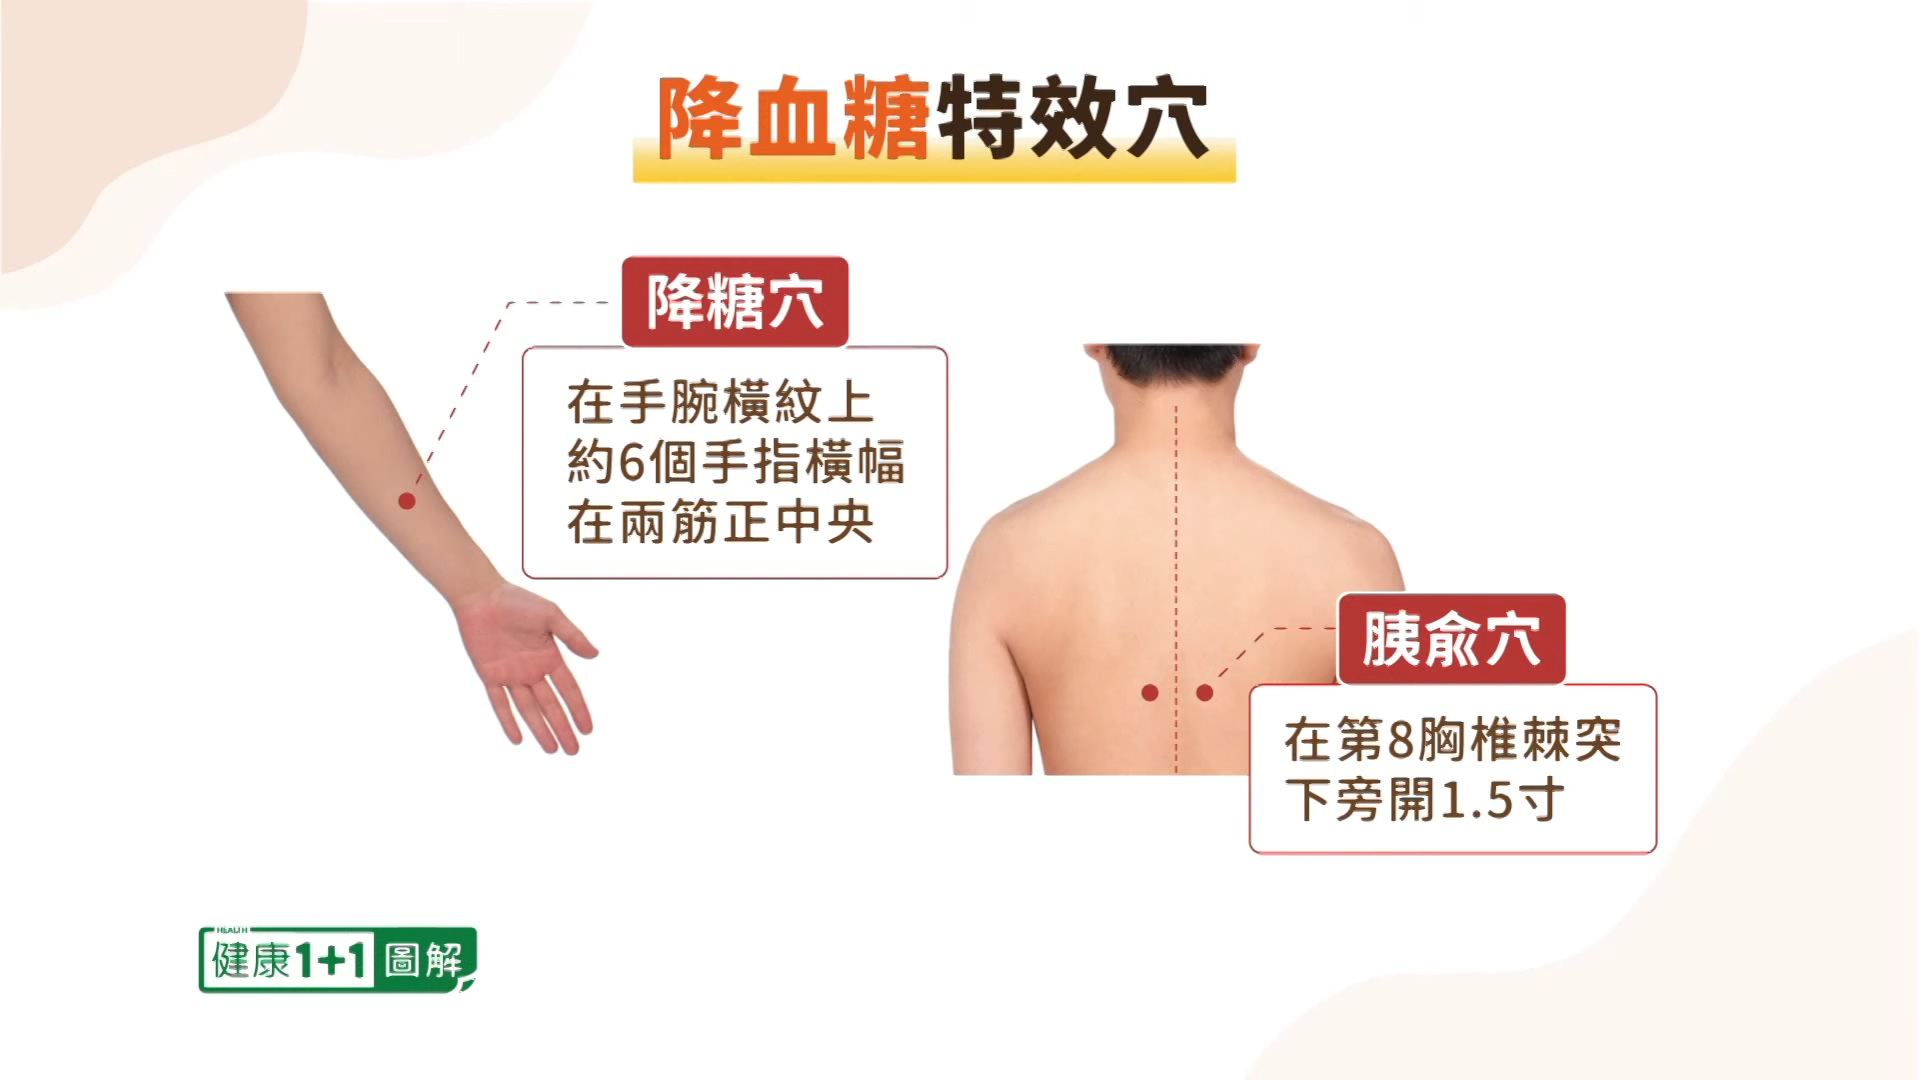 降血糖特效穴
降糖穴
在手腕橫紋上
約6個手指橫幅
在兩筋正中央
胰俞穴
在第8胸椎棘突
下旁開1.5寸
HEALTH
健康1+1圖解